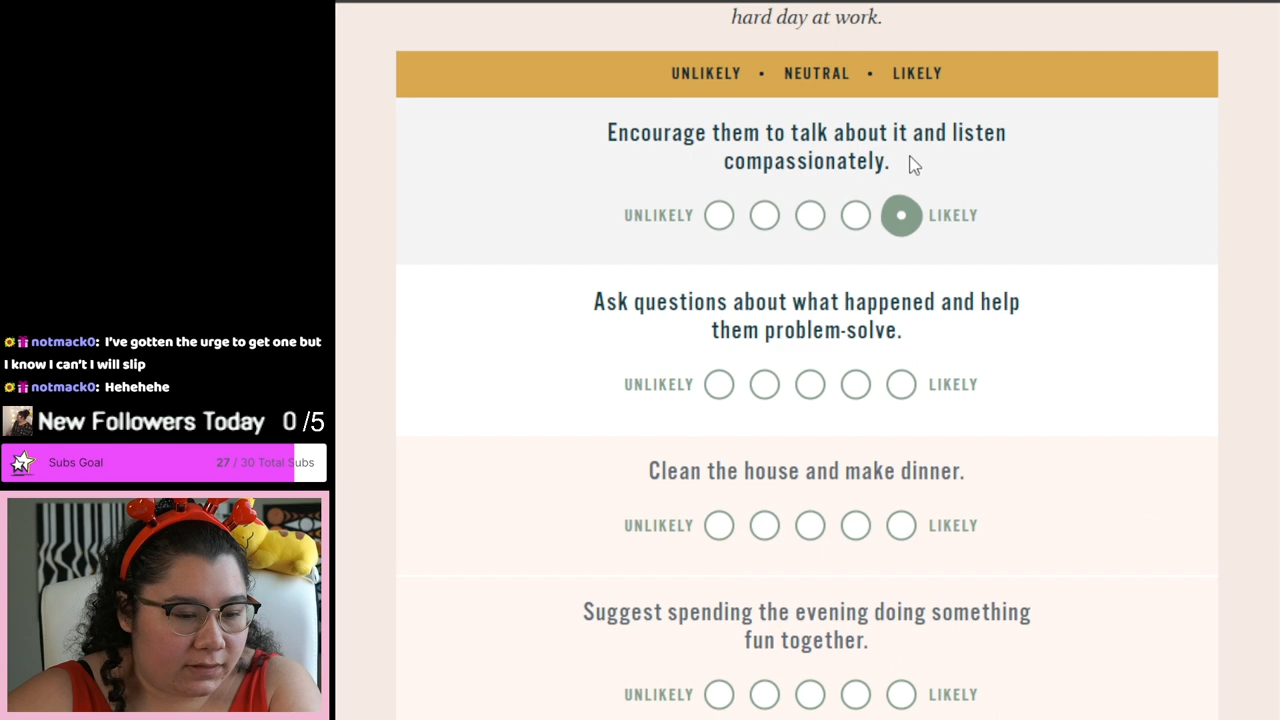 hard day at work.
UNLIKELY • NEUTRAL • LIKELY
Encourage them to talk about it and listen
compassionately.
UNLIKELY LIKELY
Ask questions about what happened and help
them problem-solve.
UNLIKELY LIKELY
Clean the house and make dinner.
UNLIKELY LIKELY
Suggest spending the evening doing something
fun together.
UNLIKELY LIKELY
notmack0: I've gotten the urge to get one but
I know I can't I will slip
notmack0: Hehehehe
New Followers Today 0 /5
Subs Goal 27 / 30 Total Subs